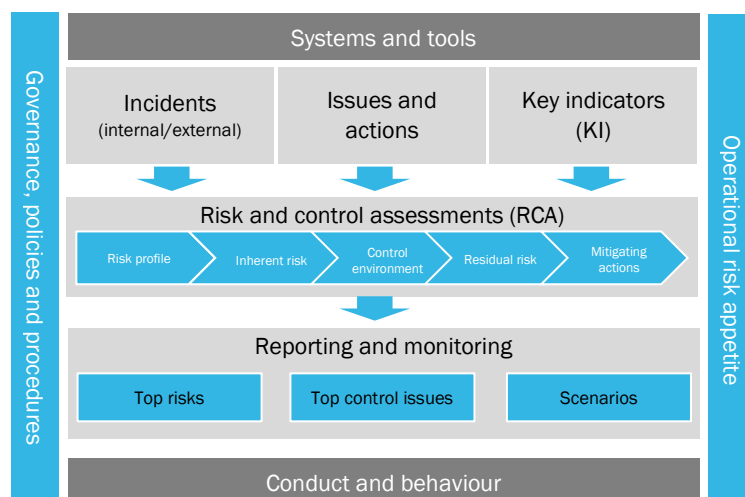 Systems and tools
Governance, policies and procedures
Incidents
(internal/external)
Issues and
actions
Key indicators
(KI)
Operational risk appetite
Risk and control assessments (RCA)
Risk profile
Inherent risk
Control
environment
Residual risk
Mitigating
actions
Reporting and monitoring
Top risks
Top control issues
Scenarios
Conduct and behaviour